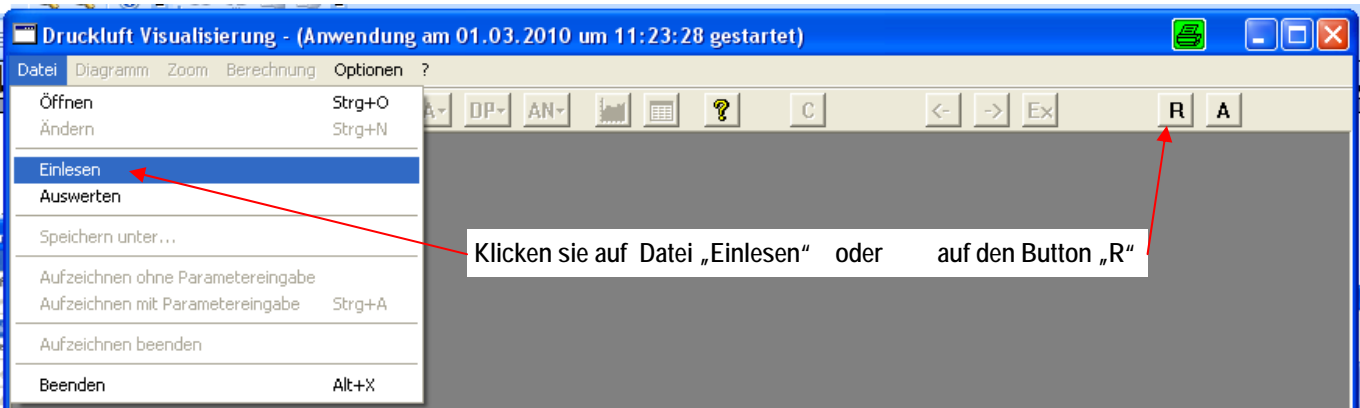 Druckluft Visualisierung - (Anwendung am 01.03.2010 um 11:23:28 gestartet)
Datei Diagramm Zoom Berechnung Optionen ?
A DP AN ? C <- -> Ex R A
Öffnen Strg+O
Ändern Strg+N
Einlesen
Auswerten
Speichern unter...
Aufzeichnen ohne Parametereingabe
Aufzeichnen mit Parametereingabe Strg+A
Aufzeichnen beenden
Beenden Alt+X
Klicken sie auf Datei „Einlesen“ oder auf den Button „R“